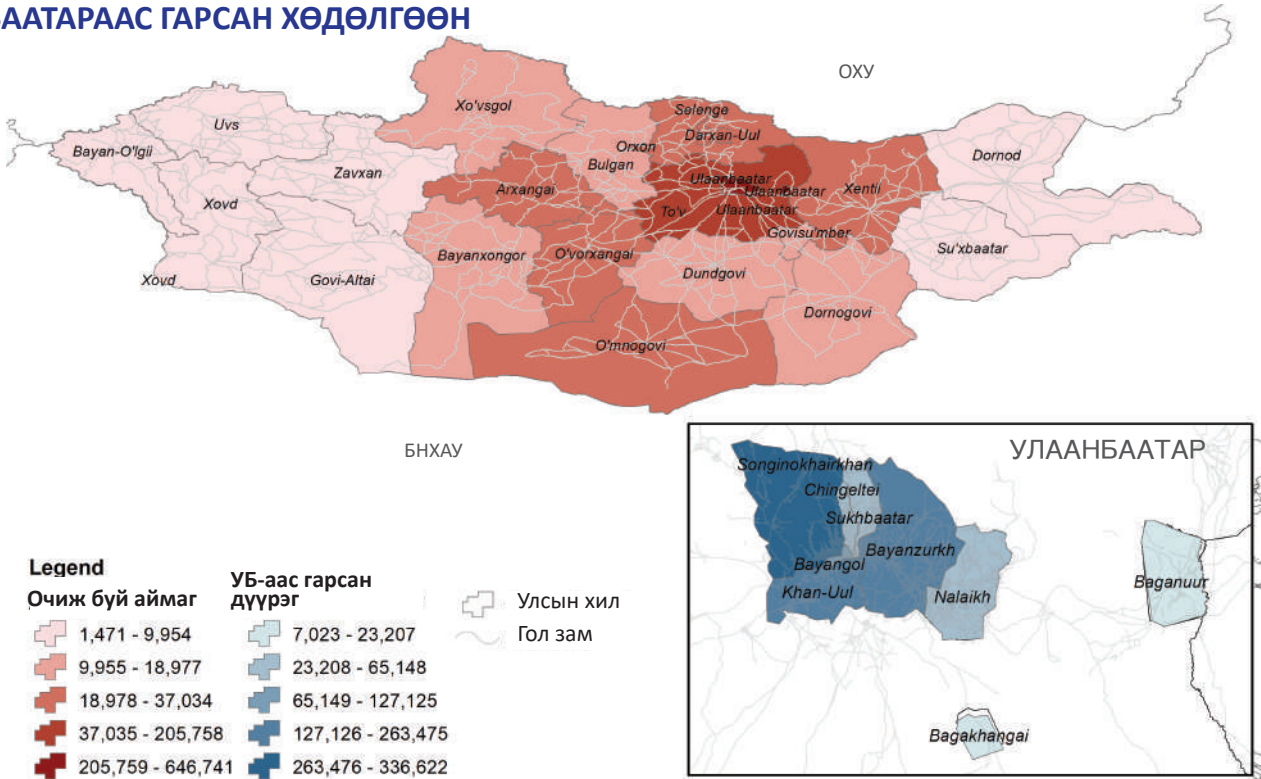 БААТАРААС ГАРСАН ХӨДӨЛГӨӨН
ОХУ
Xo'vsgol
Selenge
Darxan-Uul
Uvs
Orxon
Dornod
Bayan-O'lgii
Bulgan
Zavxan
Ulaanbaatar
Arxangai
Ulaanbaatar
Xentii
Xovd
To'v
Ulaanbaatar
Govisu'mber
Su'xbaatar
O'vorxangai
Bayanxongor
Dundgovi
Xovd
Govi-Altai
Dornogovi
O'mnogovi
БНХАУ
УЛААНБААТАР
Songinokhairkhan
Chingeltei
Sukhbaatar
Bayanzurkh
Bayangol
Khan-Uul
Nalaikh
Baganuur
Bagakhangai
Legend
Очиж буй аймаг
1,471 - 9,954
9,955 - 18,977
18,978 - 37,034
37,035 - 205,758
205,759 - 646,741
УБ-аас гарсан
дүүрэг
7,023 - 23,207
23,208 - 65,148
65,149 - 127,125
127,126 - 263,475
263,476 - 336,622
Улсын хил
Гол зам